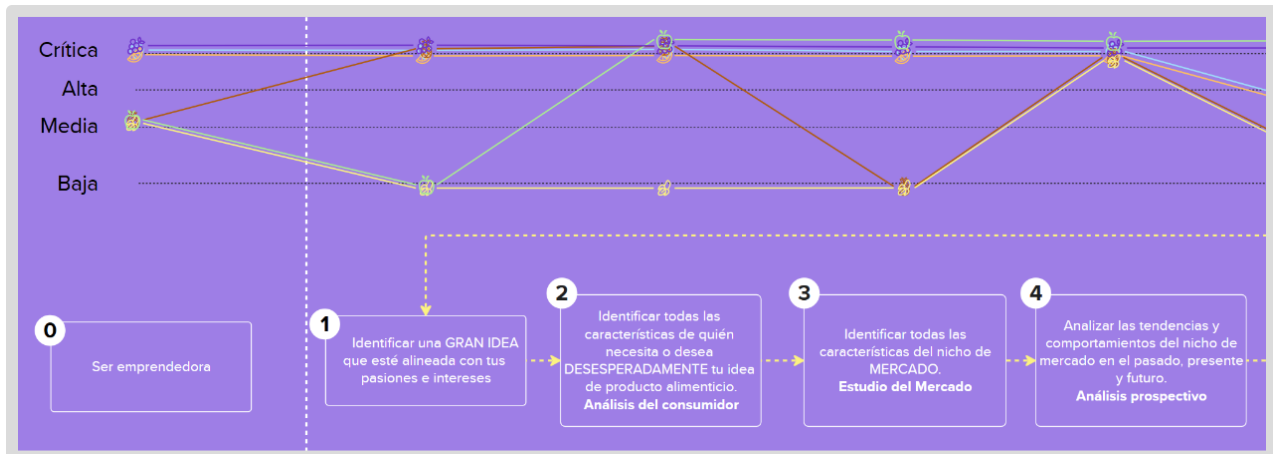 Crítica
Alta
Media
Baja
0
Ser emprendedora
1
Identificar una GRAN IDEA
que esté alineada con tus
pasiones e intereses
2
Identificar todas las
características de quién
necesita o desea
DESESPERADAMENTE tu idea
de producto alimenticio.
Análisis del consumidor
3
Identificar todas las
características del nicho de
MERCADO.
Estudio del Mercado
4
Analizar las tendencias y
comportamientos del nicho de
mercado en el pasado, presente
y futuro.
Análisis prospectivo